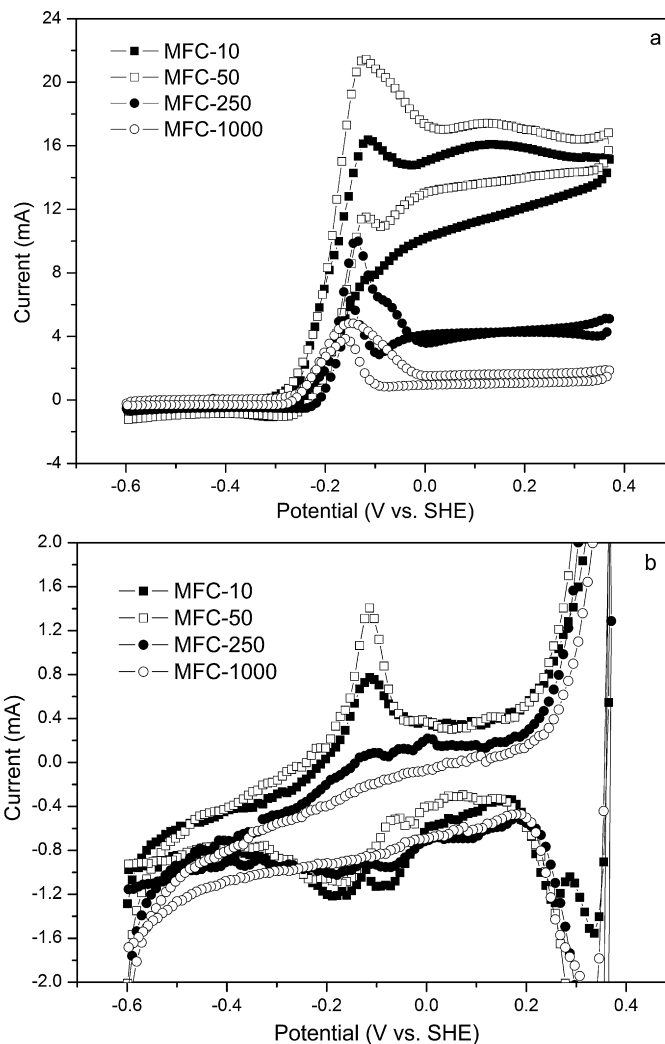 a
MFC-10
MFC-50
MFC-250
MFC-1000
24
20
16
12
8
4
0
-4
Current (mA)
-0.6
-0.4
-0.2
0.0
0.2
0.4
Potential (V vs. SHE)
b
MFC-10
MFC-50
MFC-250
MFC-1000
2.0
1.6
1.2
0.8
0.4
0.0
-0.4
-0.8
-1.2
-1.6
-2.0
Current (mA)
-0.6
-0.4
-0.2
0.0
0.2
0.4
Potential (V vs. SHE)